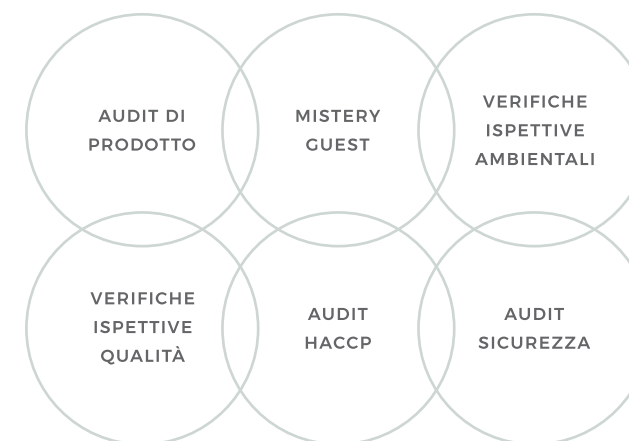 AUDIT DI
PRODOTTO
MISTERY
GUEST
VERIFICHE
ISPETTIVE
AMBIENTALI
VERIFICHE
ISPETTIVE
QUALITÀ
AUDIT
HACCP
AUDIT
SICUREZZA